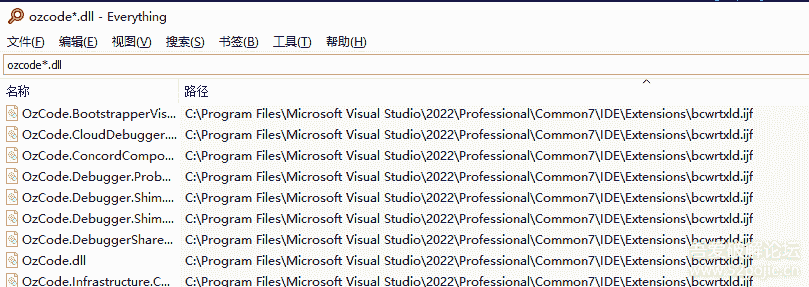 ozcode*.dll - Everything
文件(F) 编辑(E) 视图(V) 搜索(S) 书签(B) 工具(T) 帮助(H)
ozcode*.dll
名称 路径
OzCode.BootstrapperVis... C:\Program Files\Microsoft Visual Studio\2022\Professional\Common7\IDE\Extensions\bcwrtxld.ijf
OzCode.CloudDebugger.... C:\Program Files\Microsoft Visual Studio\2022\Professional\Common7\IDE\Extensions\bcwrtxld.ijf
OzCode.ConcordCompo... C:\Program Files\Microsoft Visual Studio\2022\Professional\Common7\IDE\Extensions\bcwrtxld.ijf
OzCode.Debugger.Prob... C:\Program Files\Microsoft Visual Studio\2022\Professional\Common7\IDE\Extensions\bcwrtxld.ijf
OzCode.Debugger.Shim.... C:\Program Files\Microsoft Visual Studio\2022\Professional\Common7\IDE\Extensions\bcwrtxld.ijf
OzCode.Debugger.Shim.... C:\Program Files\Microsoft Visual Studio\2022\Professional\Common7\IDE\Extensions\bcwrtxld.ijf
OzCode.DebuggerShare... C:\Program Files\Microsoft Visual Studio\2022\Professional\Common7\IDE\Extensions\bcwrtxld.ijf
OzCode.dll C:\Program Files\Microsoft Visual Studio\2022\Professional\Common7\IDE\Extensions\bcwrtxld.ijf
OzCode.Infrastructure.C... C:\Program Files\Microsoft Visual Studio\2022\Professional\Common7\IDE\Extensions\bcwrtxld.ijf